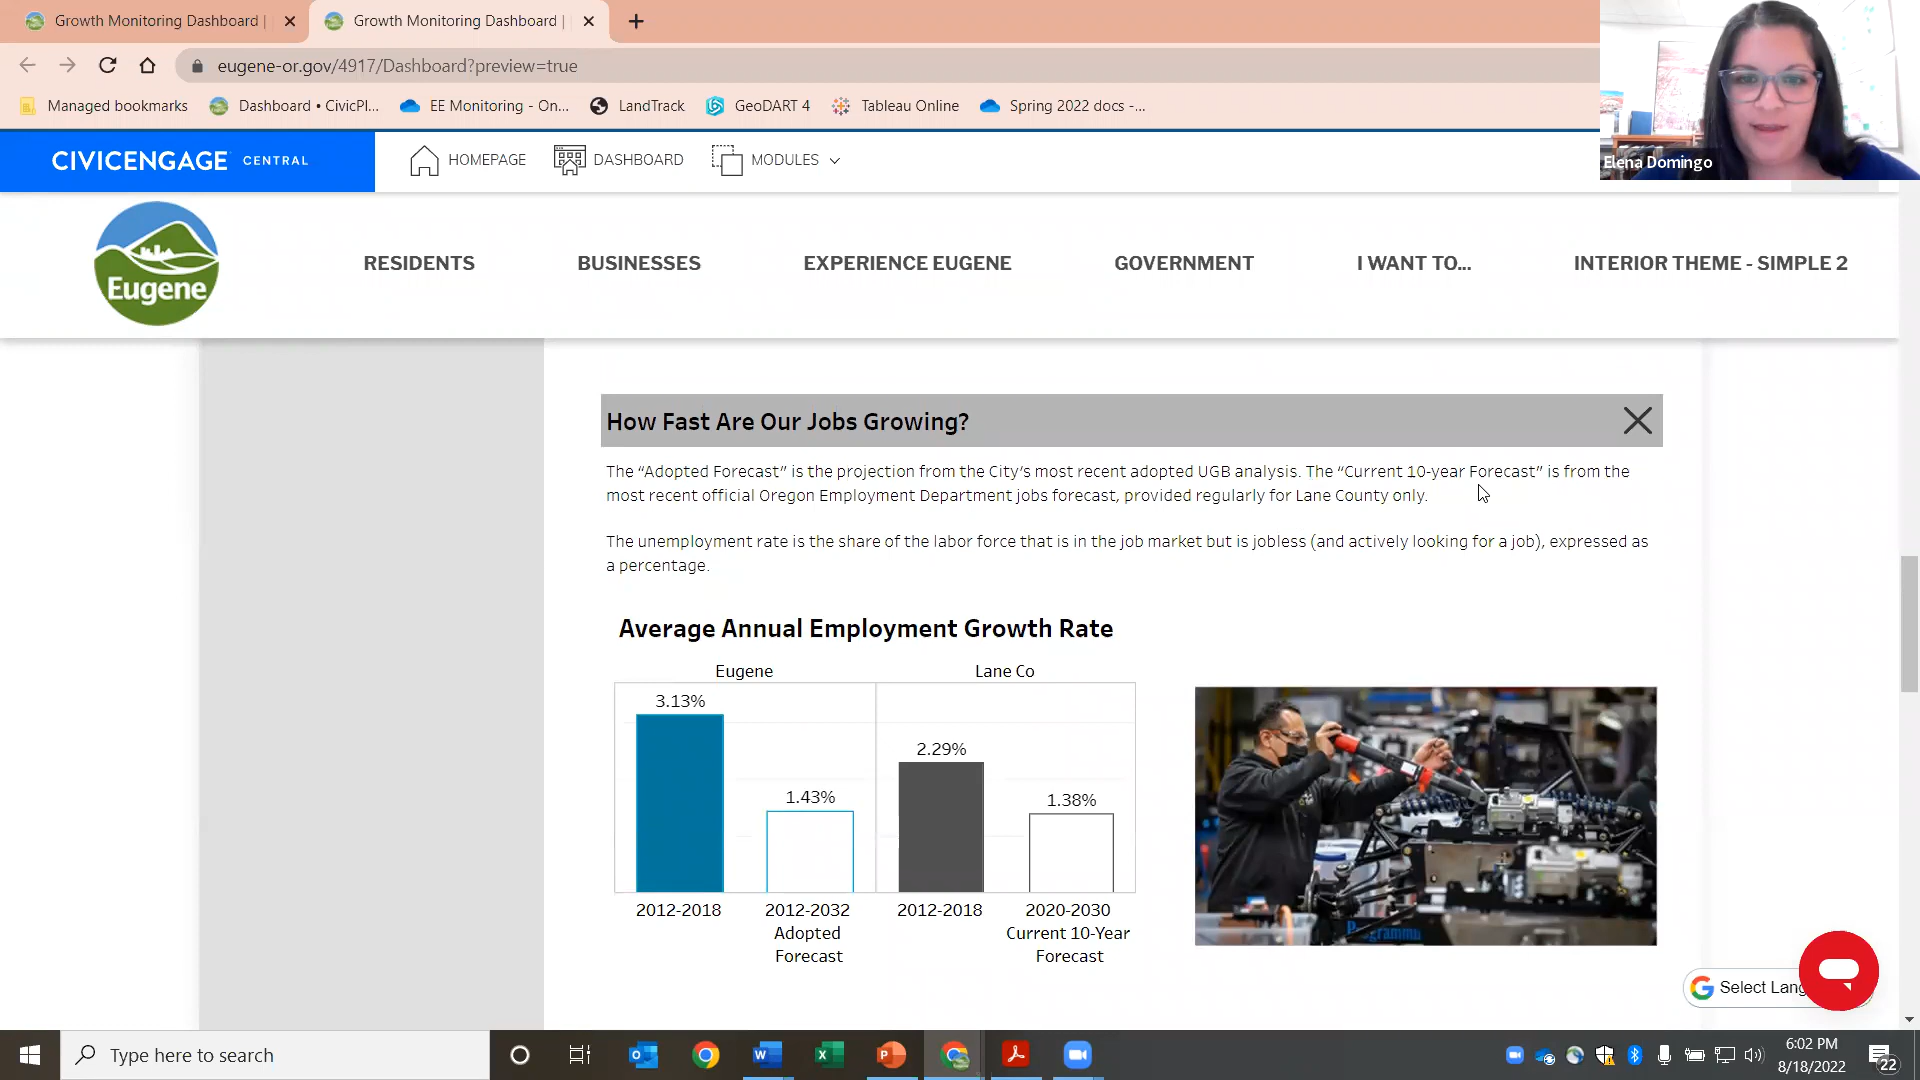 Growth Monitoring Dashboard |
Growth Monitoring Dashboard |
eugene-or.gov/4917/Dashboard?preview=true
Managed bookmarks
Dashboard • CivicPl...
EE Monitoring - On...
LandTrack
GeoDART 4
Tableau Online
Spring 2022 docs -...
Elena Domingo
CIVICENGAGE CENTRAL
HOMEPAGE
DASHBOARD
MODULES
Eugene
RESIDENTS
BUSINESSES
EXPERIENCE EUGENE
GOVERNMENT
I WANT TO...
INTERIOR THEME - SIMPLE 2
How Fast Are Our Jobs Growing?
The “Adopted Forecast” is the projection from the City’s most recent adopted UGB analysis. The “Current 10-year Forecast” is from the
most recent official Oregon Employment Department jobs forecast, provided regularly for Lane County only.
The unemployment rate is the share of the labor force that is in the job market but is jobless (and actively looking for a job), expressed as
a percentage.
Average Annual Employment Growth Rate
Eugene
Lane Co
3.13%
1.43%
2.29%
1.38%
2012-2018
2012-2032
Adopted
Forecast
2012-2018
2020-2030
Current 10-Year
Forecast
Select Lang
Type here to search
6:02 PM
8/18/2022
22